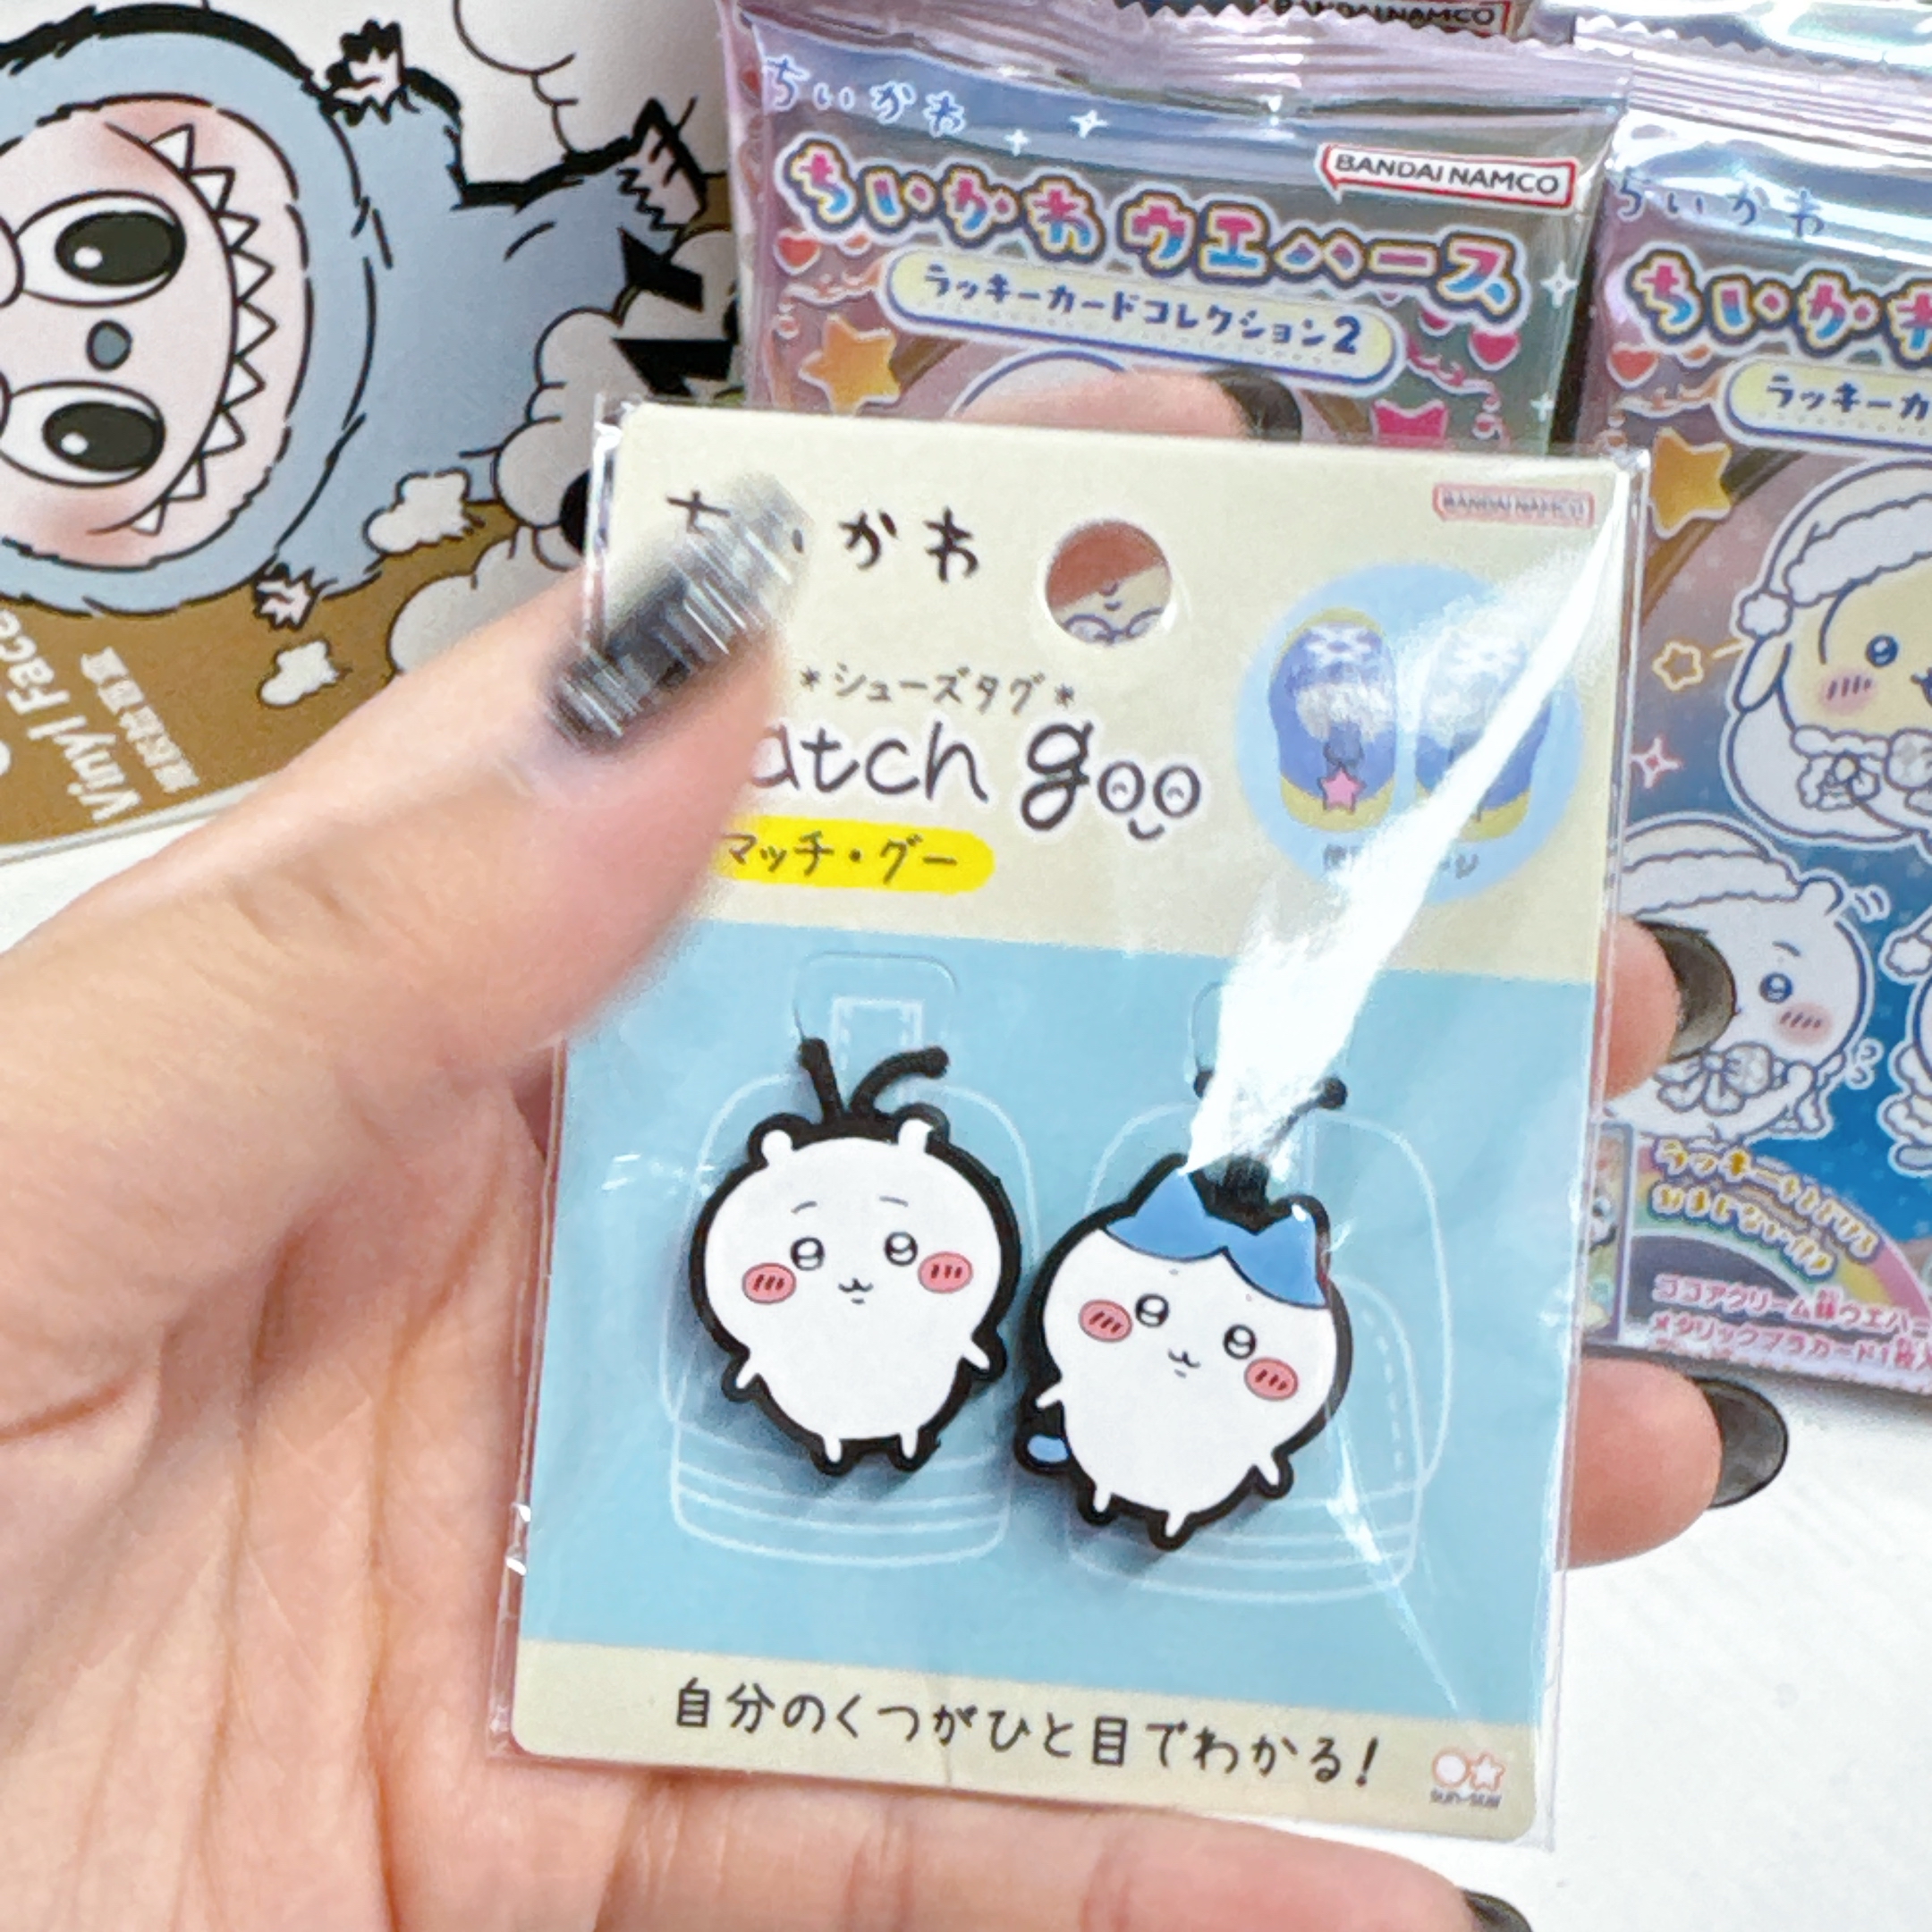 BANDAI NAMCO
ちいかわ
BANDAI NAMCO
ちいかわ ウエハース
ラッキーカードコレクション2
ちいかわ
ちいかわ
ラッキーカ
ココアクリーム味ウエハー
メタリックプラカード1枚
Vinyl Face
かわ
BANDAI NAMCO
*シューズタグ*
atch goo
マッチ・グー
自分のくつがひと目でわかる!
sun-star